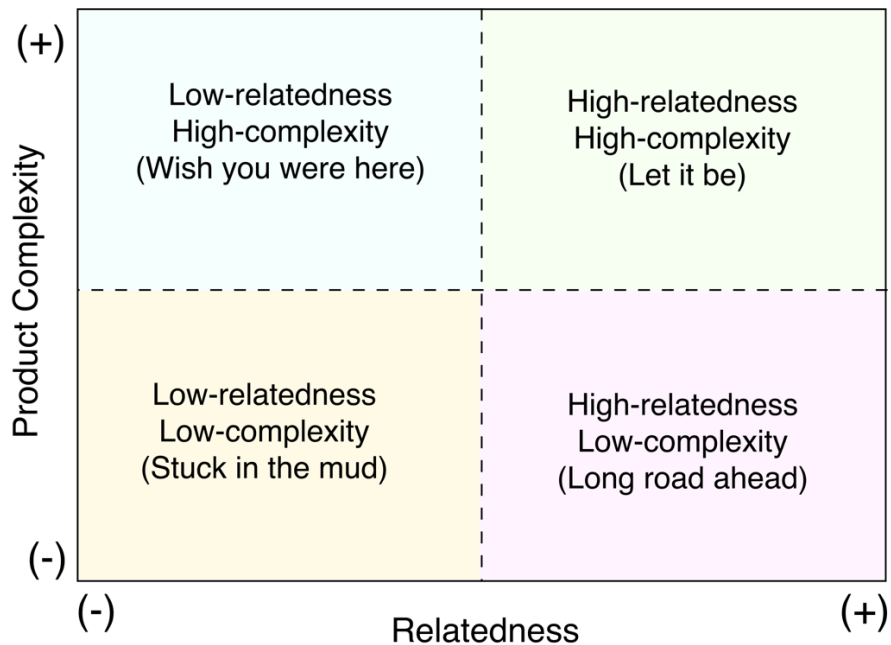 (+)
Product Complexity
(-)
Low-relatedness
High-complexity
(Wish you were here)
High-relatedness
High-complexity
(Let it be)
Low-relatedness
Low-complexity
(Stuck in the mud)
High-relatedness
Low-complexity
(Long road ahead)
(-)
Relatedness
(+)